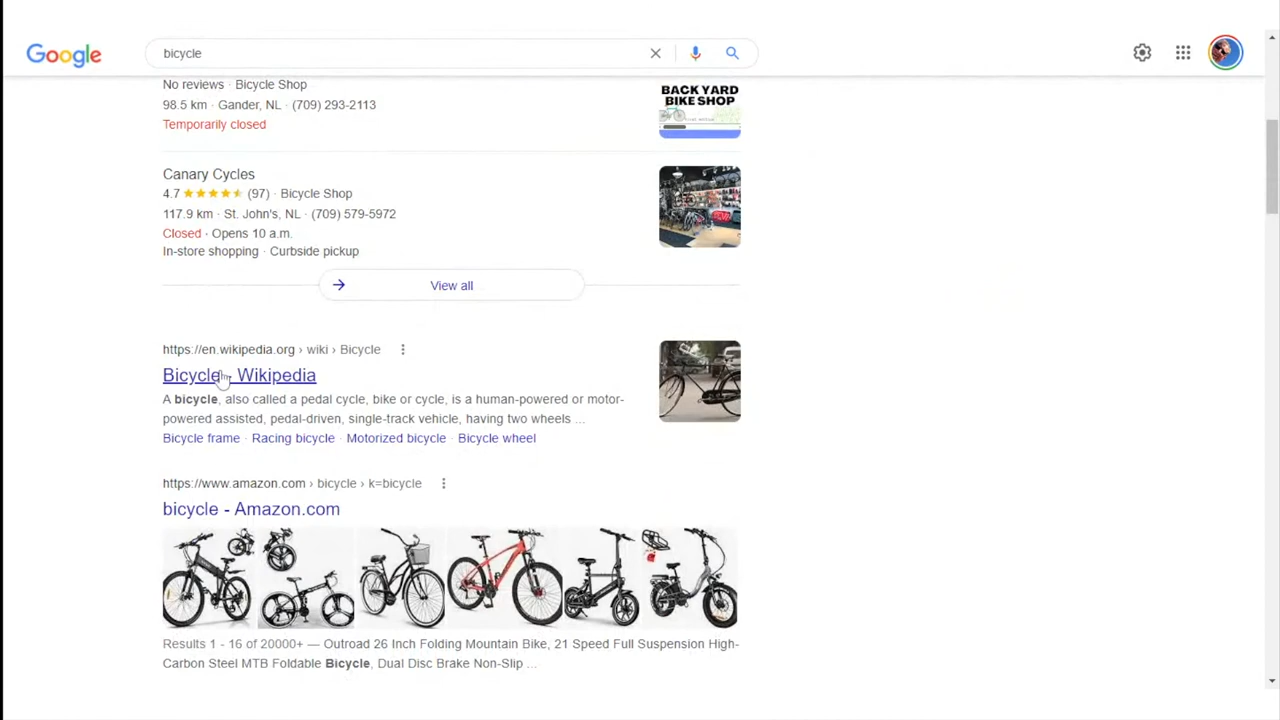 Google
bicycle
No reviews · Bicycle Shop
98.5 km · Gander, NL · (709) 293-2113
Temporarily closed
BACK YARD
BIKE SHOP
Canary Cycles
4.7 (97) · Bicycle Shop
117.9 km · St. John's, NL · (709) 579-5972
Closed · Opens 10 a.m.
In-store shopping · Curbside pickup
View all
https://en.wikipedia.org › wiki › Bicycle
Bicycle - Wikipedia
A bicycle, also called a pedal cycle, bike or cycle, is a human-powered or motor-
powered assisted, pedal-driven, single-track vehicle, having two wheels ...
Bicycle frame · Racing bicycle · Motorized bicycle · Bicycle wheel
https://www.amazon.com › bicycle › k=bicycle
bicycle - Amazon.com
Results 1 - 16 of 20000+ — Outroad 26 Inch Folding Mountain Bike, 21 Speed Full Suspension High-
Carbon Steel MTB Foldable Bicycle, Dual Disc Brake Non-Slip ...